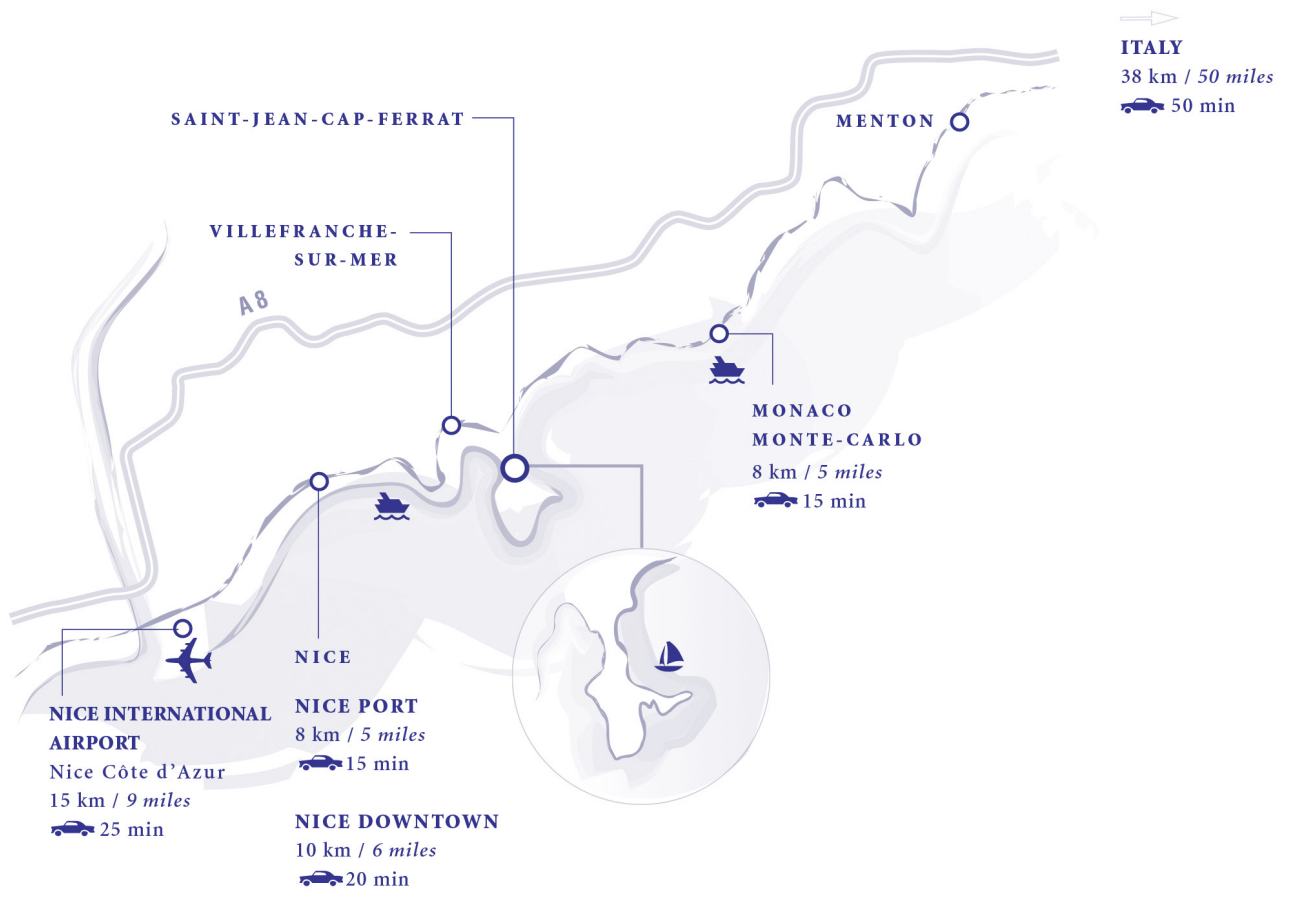 ITALY
38 km / 50 miles
50 min
SAINT-JEAN-CAP-FERRAT
MENTON
VILLEFRANCHE-
SUR-MER
A8
MONACO
MONTE-CARLO
8 km / 5 miles
15 min
NICE
NICE PORT
8 km / 5 miles
15 min
NICE DOWNTOWN
10 km / 6 miles
20 min
NICE INTERNATIONAL
AIRPORT
Nice Côte d’Azur
15 km / 9 miles
25 min